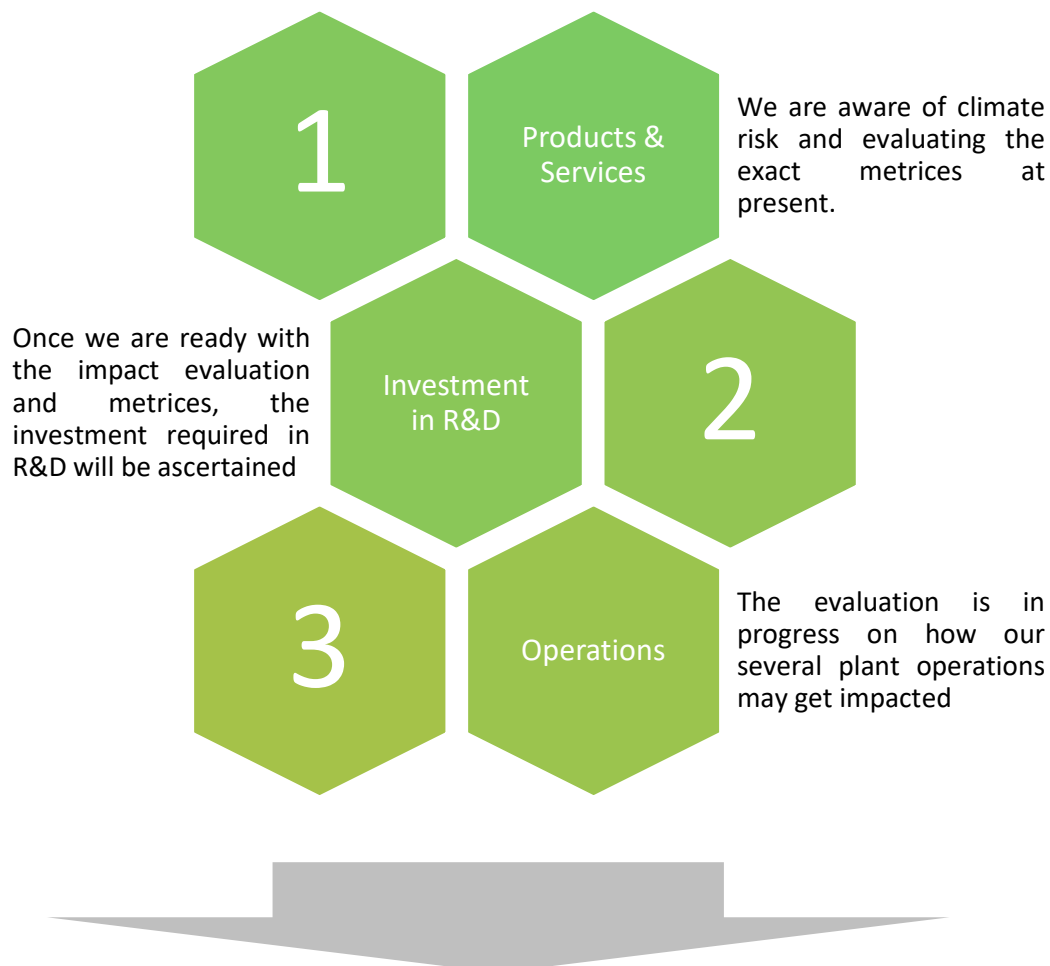 1
Products &
Services
We are aware of climate
risk and evaluating the
exact metrices at
present.
Once we are ready with
the impact evaluation
and metrices, the
investment required in
R&D will be ascertained
Investment
in R&D
2
3
Operations
The evaluation is in
progress on how our
several plant operations
may get impacted